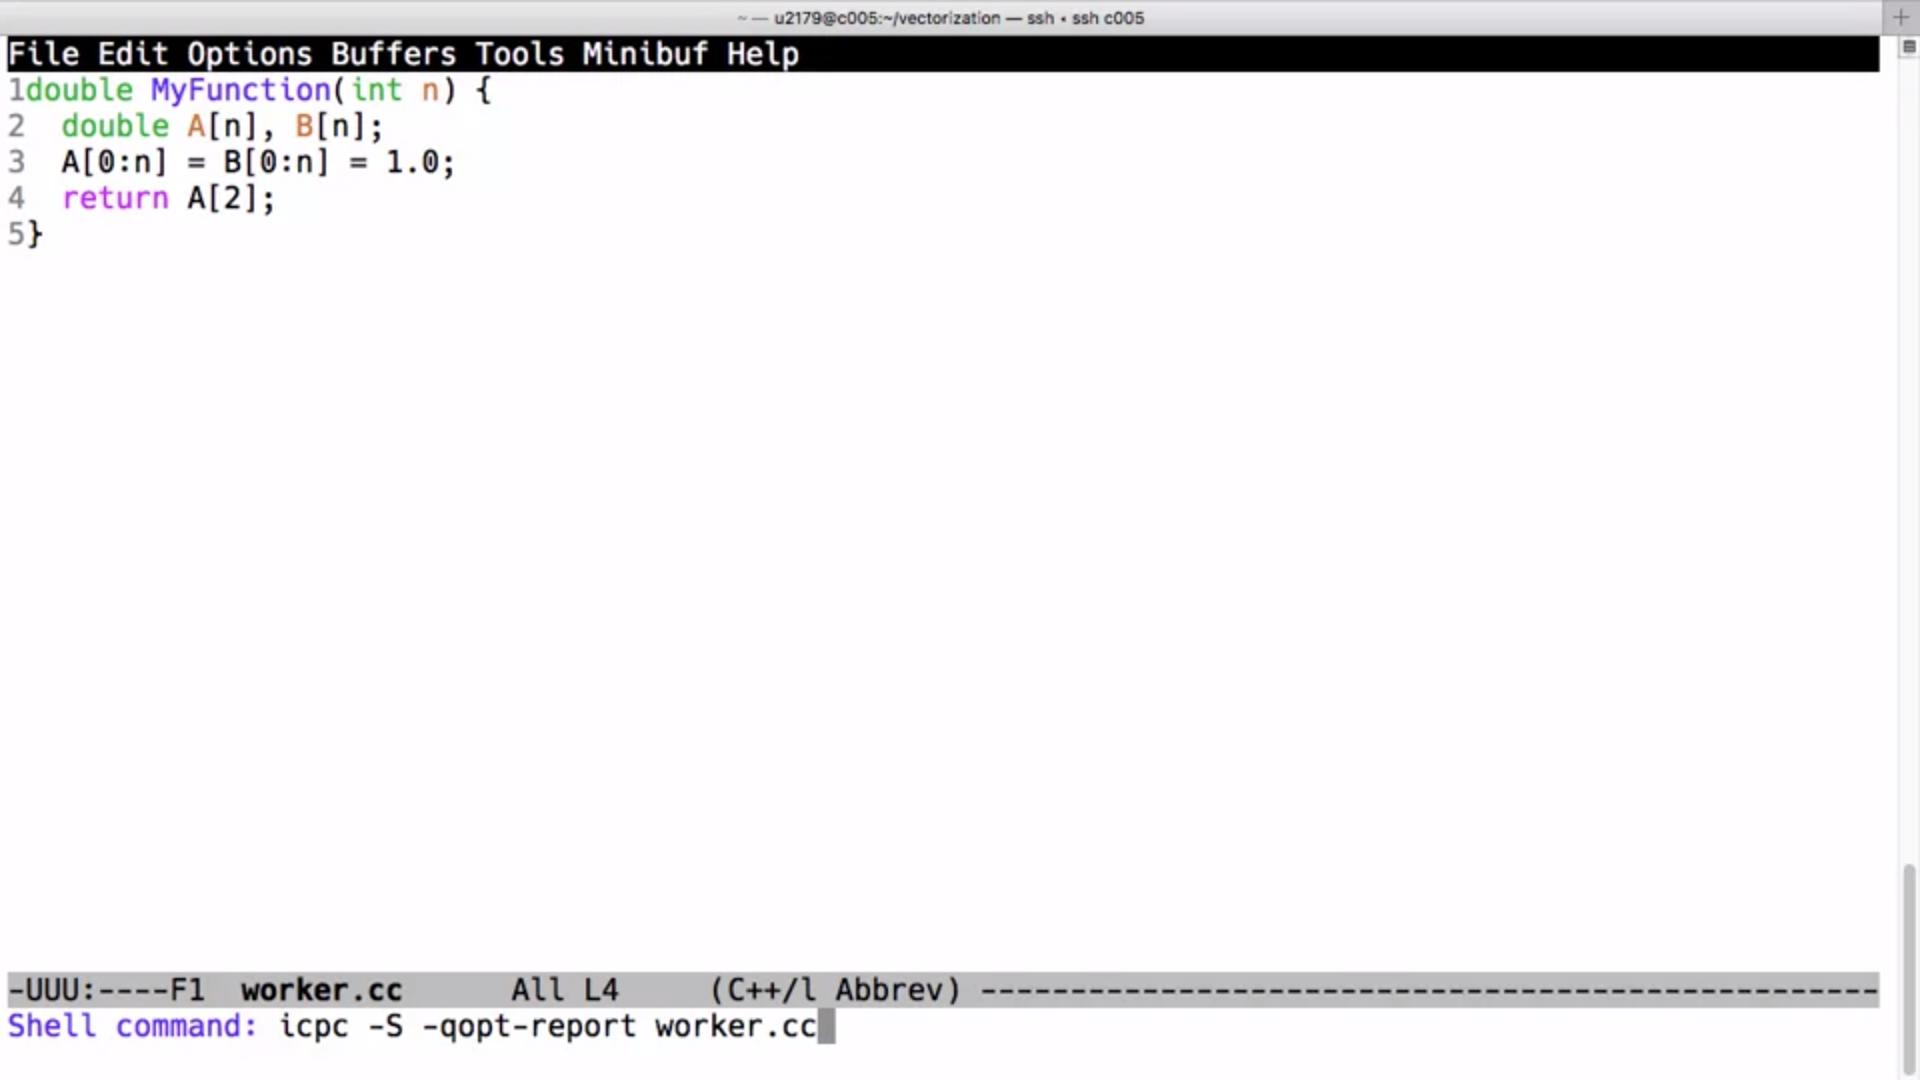 ~ — u2179@c005:~/vectorization — ssh • ssh c005
File Edit Options Buffers Tools Minibuf Help
1double MyFunction(int n) {
2  double A[n], B[n];
3  A[0:n] = B[0:n] = 1.0;
4  return A[2];
5}
-UUU:----F1  worker.cc      All L4     (C++/l Abbrev) --------------------------------------------------
Shell command: icpc -S -qopt-report worker.cc